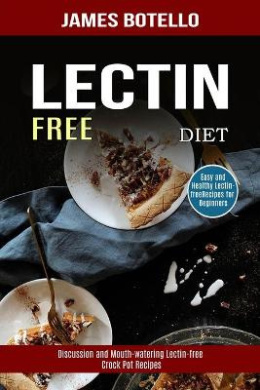 JAMES BOTELLO
LECTIN
FREE
DIET
Easy and
Healthy Lectin-
freeRecipes for
Beginners
Discussion and Mouth-watering Lectin-free
Crock Pot Recipes